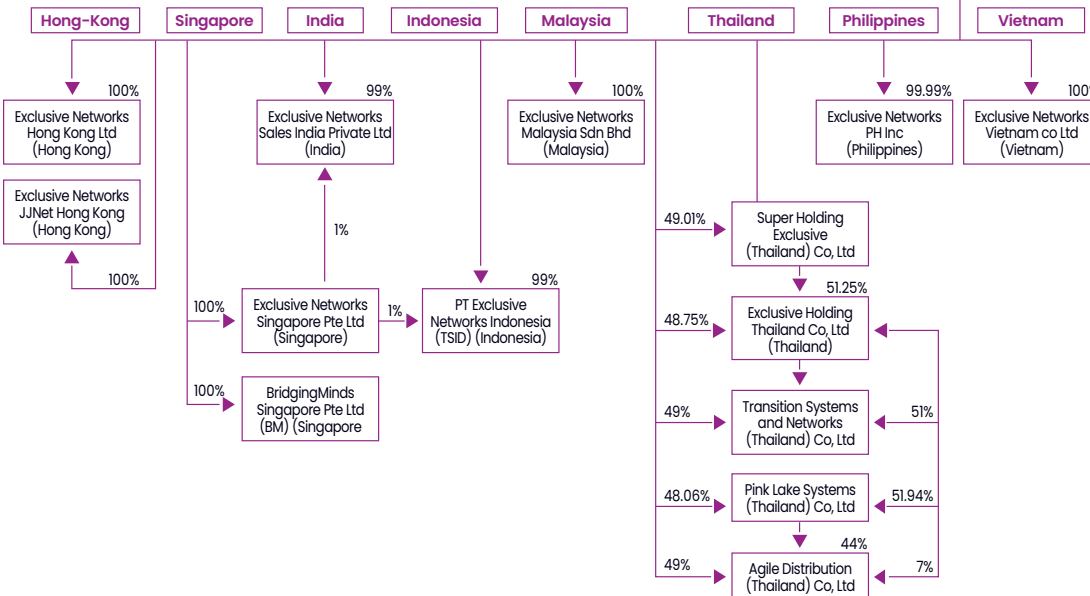 Hong-Kong
Singapore
India
Indonesia
Malaysia
Thailand
Philippines
Vietnam
100%
Exclusive Networks
Hong Kong Ltd
(Hong Kong)
Exclusive Networks
JJNet Hong Kong
(Hong Kong)
100%
99%
Exclusive Networks
Sales India Private Ltd
(India)
1%
100%
Exclusive Networks
Singapore Pte Ltd
(Singapore)
1%
100%
BridgingMinds
Singapore Pte Ltd
(BM) (Singapore
99%
PT Exclusive
Networks Indonesia
(TSID) (Indonesia)
100%
Exclusive Networks
Malaysia Sdn Bhd
(Malaysia)
49.01%
Super Holding
Exclusive
(Thailand) Co, Ltd
51.25%
48.75%
Exclusive Holding
Thailand Co, Ltd
(Thailand)
49%
Transition Systems
and Networks
(Thailand) Co, Ltd
51%
48.06%
Pink Lake Systems
(Thailand) Co, Ltd
51.94%
44%
49%
Agile Distribution
(Thailand) Co, Ltd
7%
99.99%
Exclusive Networks
PH Inc
(Philippines)
100%
Exclusive Networks
Vietnam co Ltd
(Vietnam)